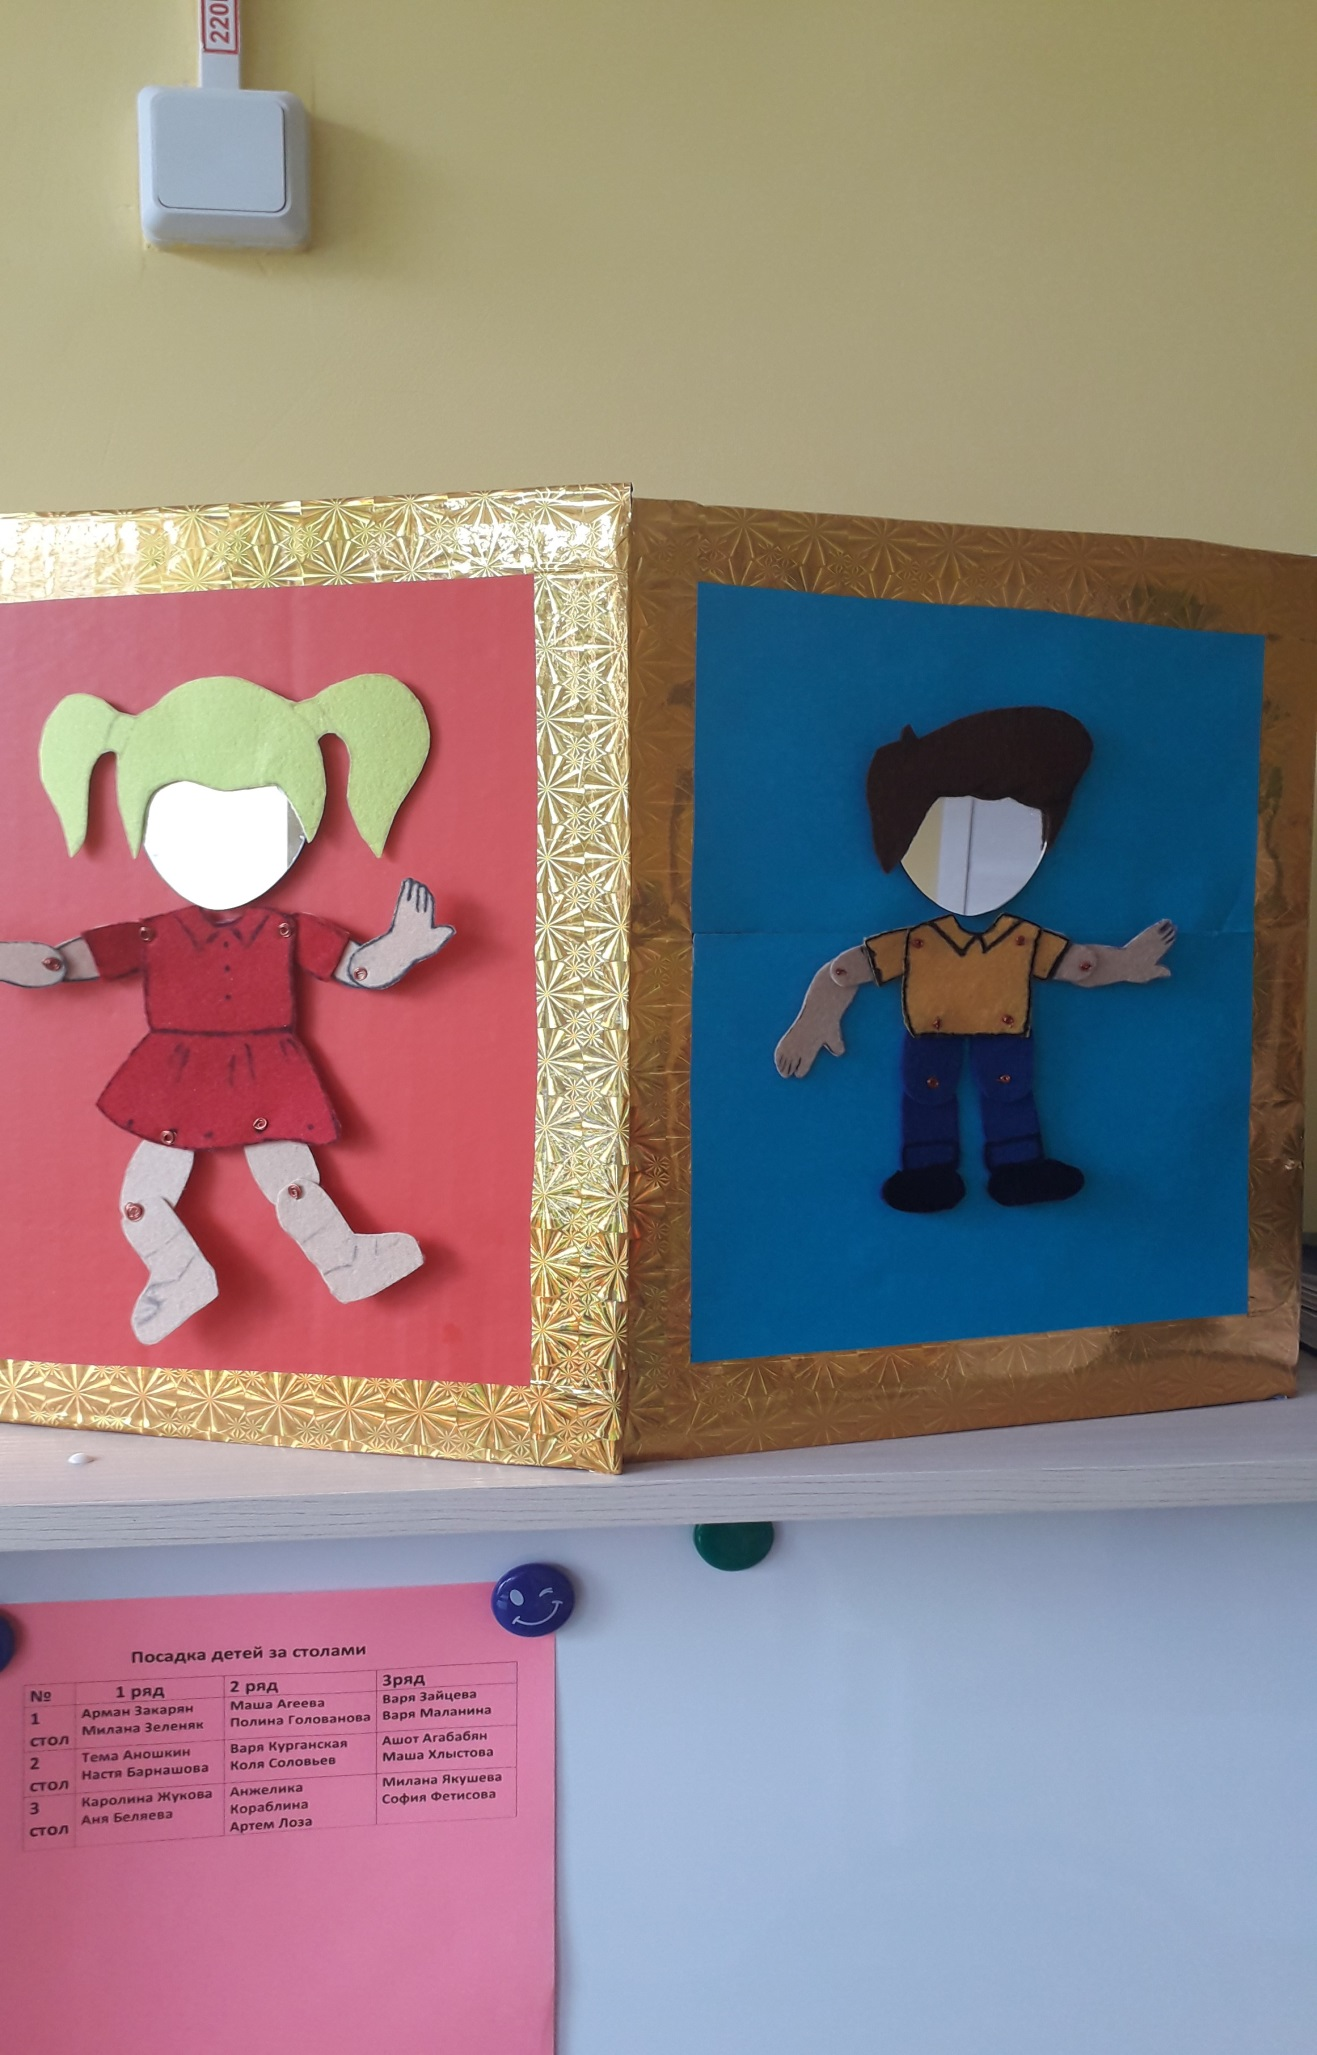 220
Посадка детей за столами
№ 1 ряд 2 ряд 3ряд
1 стол
Арман Закарян
Милана Зеленяк
Маша Агеева
Полина Голованова
Варя Зайцева
Варя Маланина
2 стол
Тема Аношкин
Настя Барнашова
Варя Курганская
Коля Соловьев
Ашот Агабабян
Маша Хлыстова
3 стол
Каролина Жукова
Аня Беляева
Анжелика
Кораблина
Артем Лоза
Милана Якушева
София Фетисова